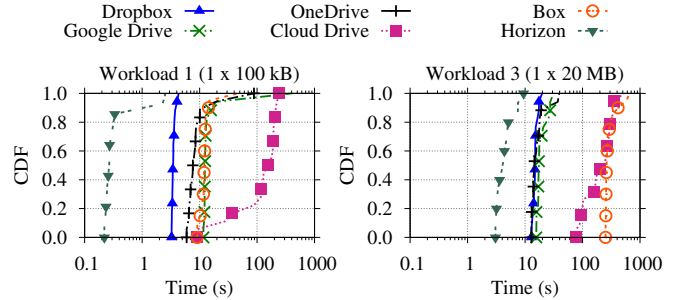 Dropbox OneDrive Box
Google Drive Cloud Drive Horizon
Workload 1 (1 x 100 kB) Workload 3 (1 x 20 MB)
1.0 1.0
0.8 0.8
0.6 0.6
CDF CDF
0.4 0.4
0.2 0.2
0.0 0.0
0.1 1 10 100 1000 0.1 1 10 100 1000
Time (s) Time (s)